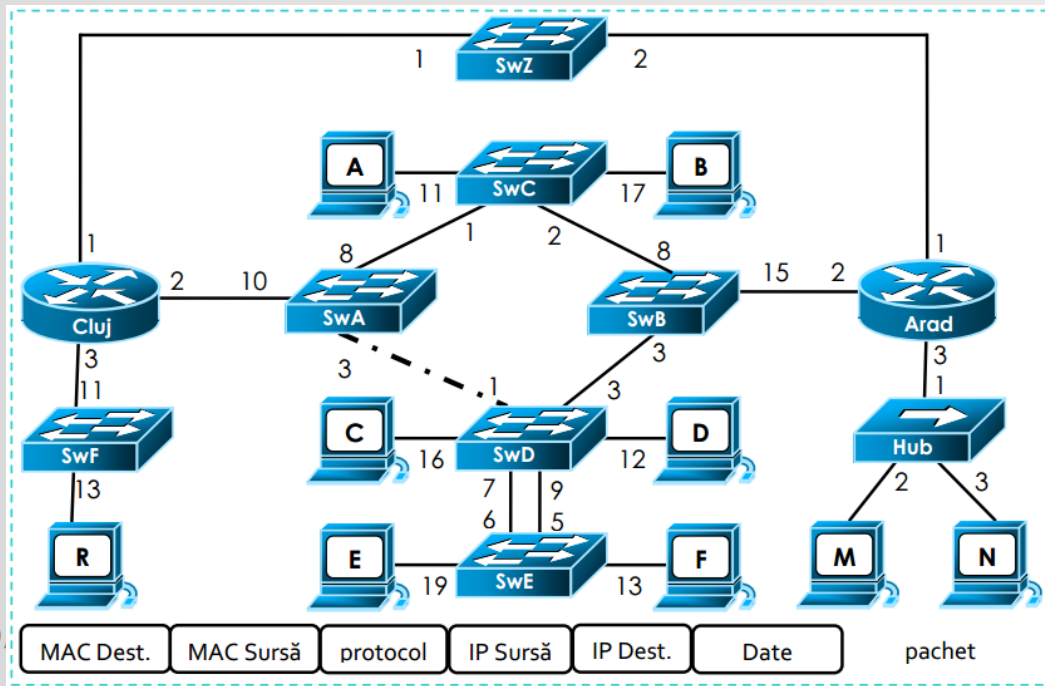 1 SwZ 2
A 11 SwC 17 B
1 2
1 8 8 1
2 10 15 2
Cluj SwA SwB Arad
3 3 3 3
11 1 3 1
SwF C 16 SwD 12 D Hub
13 7 9 2 3
6 5
R E 19 SwE 13 F M N
MAC Dest. MAC Sursă protocol IP Sursă IP Dest. Date pachet